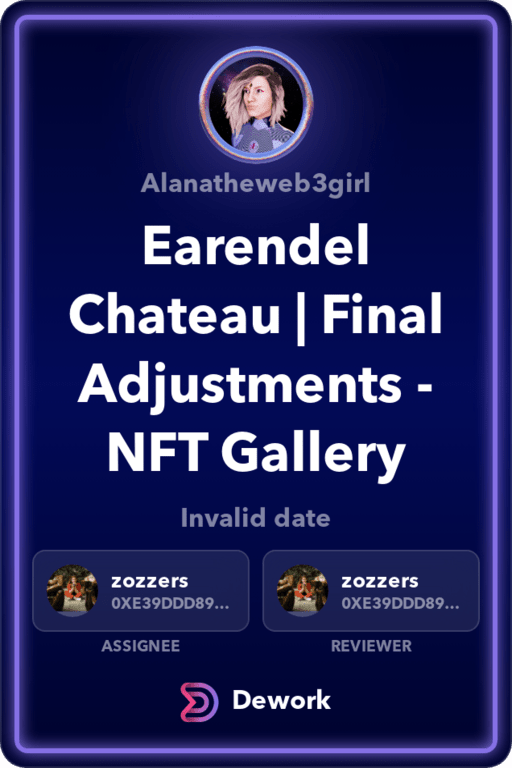 Alanatheweb3girl
Earendel
Chateau | Final
Adjustments -
NFT Gallery
Invalid date
zozzers
0XE39DDD89...
ASSIGNEE
zozzers
0XE39DDD89...
REVIEWER
Dework